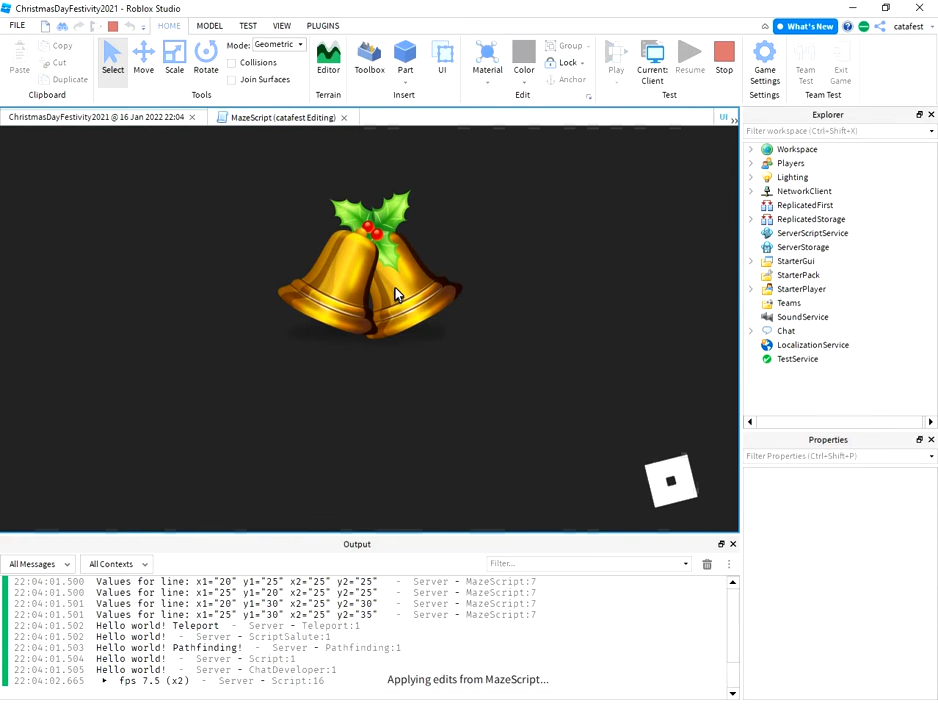 ChristmasDayFestivity2021 - Roblox Studio
FILE HOME MODEL TEST VIEW PLUGINS What's New catafest
Paste Copy Cut Duplicate Select Move Scale Rotate Mode: Geometric Collisions Join Surfaces Editor Toolbox Part UI Material Color Group Lock Anchor Play Current: Client Resume Stop Game Settings Team Test Exit Game
Clipboard Tools Terrain Insert Edit Test Settings Team Test
ChristmasDayFestivity2021 @ 16 Jan 2022 22:04 MazeScript (catafest Editing) UI
Explorer
Filter workspace (Ctrl+Shift+X)
Workspace
Players
Lighting
NetworkClient
ReplicatedFirst
ReplicatedStorage
ServerScriptService
ServerStorage
StarterGui
StarterPack
StarterPlayer
Teams
SoundService
Chat
LocalizationService
TestService
Properties
Filter Properties (Ctrl+Shift+P)
Output
All Messages All Contexts Filter...
22:04:01.500 Values for line: x1="20" y1="25" x2="25" y2="25" - Server - MazeScript:7
22:04:01.500 Values for line: x1="25" y1="20" x2="25" y2="25" - Server - MazeScript:7
22:04:01.501 Values for line: x1="20" y1="30" x2="25" y2="30" - Server - MazeScript:7
22:04:01.501 Values for line: x1="25" y1="30" x2="25" y2="35" - Server - MazeScript:7
22:04:01.502 Hello world! Teleport - Server - Teleport:1
22:04:01.502 Hello world! - Server - ScriptSalute:1
22:04:01.503 Hello world! Pathfinding! - Server - Pathfinding:1
22:04:01.504 Hello world! - Server - Script:1
22:04:01.505 Hello world! - Server - ChatDeveloper:1
22:04:02.665 fps 7.5 (x2) - Server - Script:16
Applying edits from MazeScript...